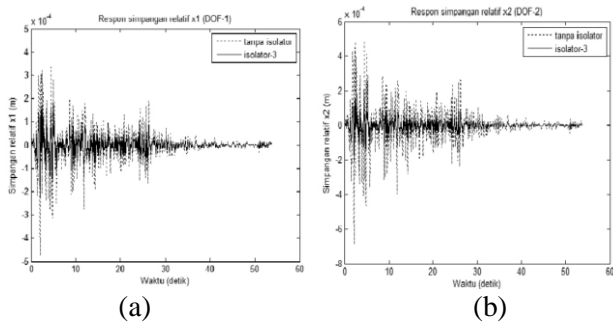 Respon simpangan relatif x1 (DOF-1)
x 10⁻⁴
tanpa isolator
isolator-3
Simpangan relatif x1 (m)
4
3
2
1
0
-1
-2
-3
-4
-5
0
10
20
30
40
50
60
Waktu (detik)
(a)
Respon simpangan relatif x2 (DOF-2)
x 10⁻⁴
tanpa iisolator
isolator-3
Simpangan relatif x2 (m)
6
4
2
0
-2
-4
-6
-8
0
10
20
30
40
50
60
Waktu (detik)
(b)